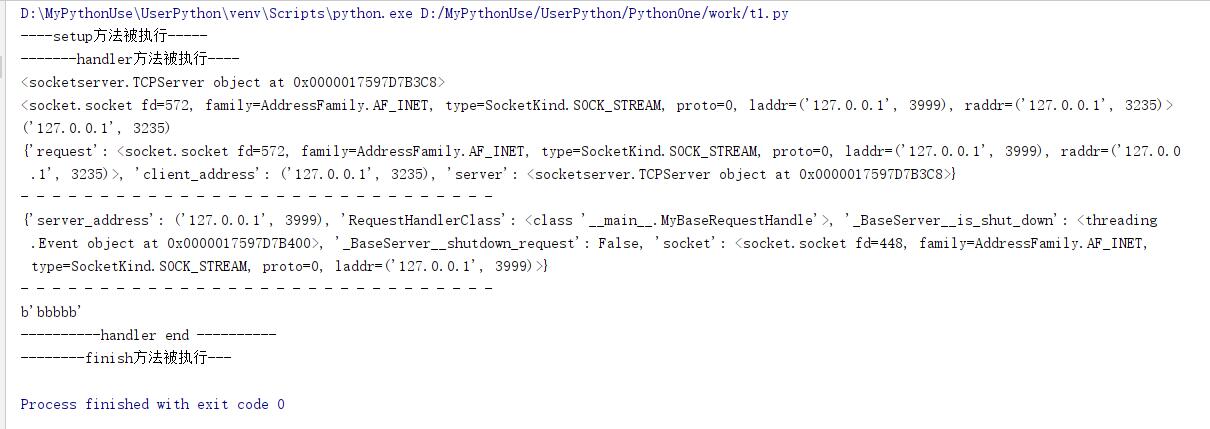 D:\MyPythonUse\UserPython\venv\Scripts\python.exe D:/MyPythonUse/UserPython/PythonOne/work/t1.py
----setup方法被执行-----
-------handler方法被执行----
<socketserver.TCPServer object at 0x0000017597D7B3C8>
<socket.socket fd=572, family=AddressFamily.AF_INET, type=SocketKind.SOCK_STREAM, proto=0, laddr=('127.0.0.1', 3999), raddr=('127.0.0.1', 3235)>
('127.0.0.1', 3235)
{'request': <socket.socket fd=572, family=AddressFamily.AF_INET, type=SocketKind.SOCK_STREAM, proto=0, laddr=('127.0.0.1', 3999), raddr=('127.0.0
.1', 3235)>, 'client_address': ('127.0.0.1', 3235), 'server': <socketserver.TCPServer object at 0x0000017597D7B3C8>}
- - - - - - - - - - - - - - - - - - - - - - - - - - - - - -
{'server_address': ('127.0.0.1', 3999), 'RequestHandlerClass': <class '__main__.MyBaseRequestHandle'>, '_BaseServer__is_shut_down': <threading
.Event object at 0x0000017597D7B400>, '_BaseServer__shutdown_request': False, 'socket': <socket.socket fd=448, family=AddressFamily.AF_INET,
type=SocketKind.SOCK_STREAM, proto=0, laddr=('127.0.0.1', 3999)>}
- - - - - - - - - - - - - - - - - - - - - - - - - - - - - -
b'bbbbb'
----------handler end ----------
--------finish方法被执行---
Process finished with exit code 0